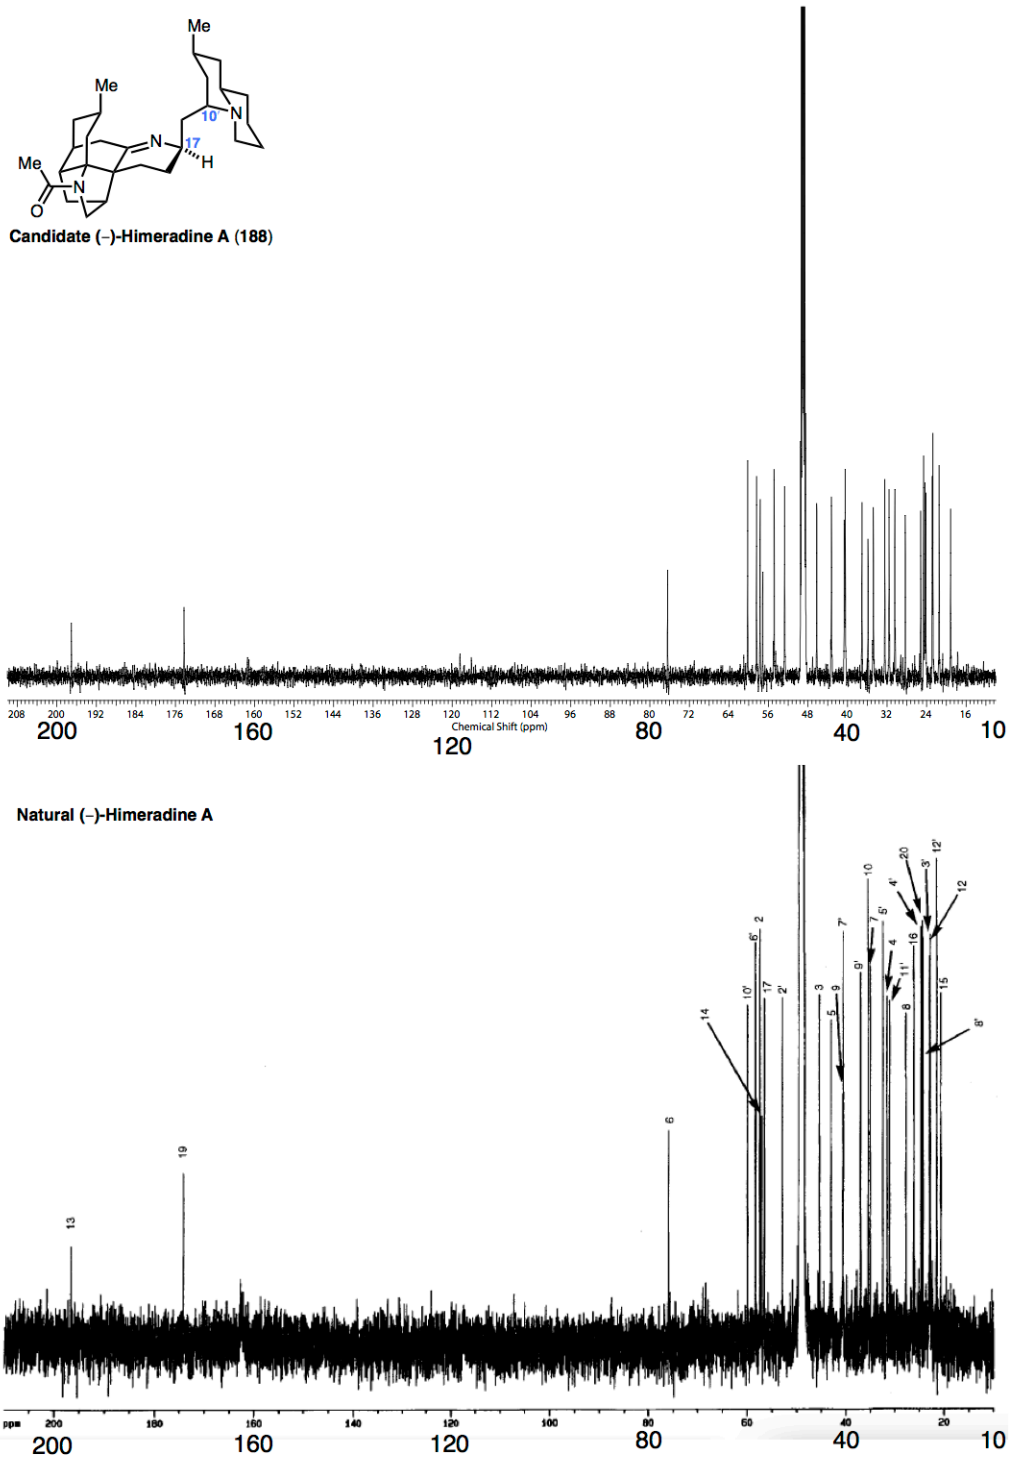 Me
Me
10'
N
N
17
H
Me
N
O
Candidate (–)-Himeradine A (188)
208 200 192 184 176 168 160 152 144 136 128 120 112 104 96 88 80 72 64 56 48 40 32 24 16
Chemical Shift (ppm)
200 160 120 80 40 10
Natural (–)-Himeradine A
13
19
6
14
10'
6'
2
17
2'
3
5
9
7'
9'
10
7
5'
4
11'
8
16
4'
20
3'
12'
12
15
8'
ppm 200 180 160 140 120 100 80 60 40 20
200 160 120 80 40 10